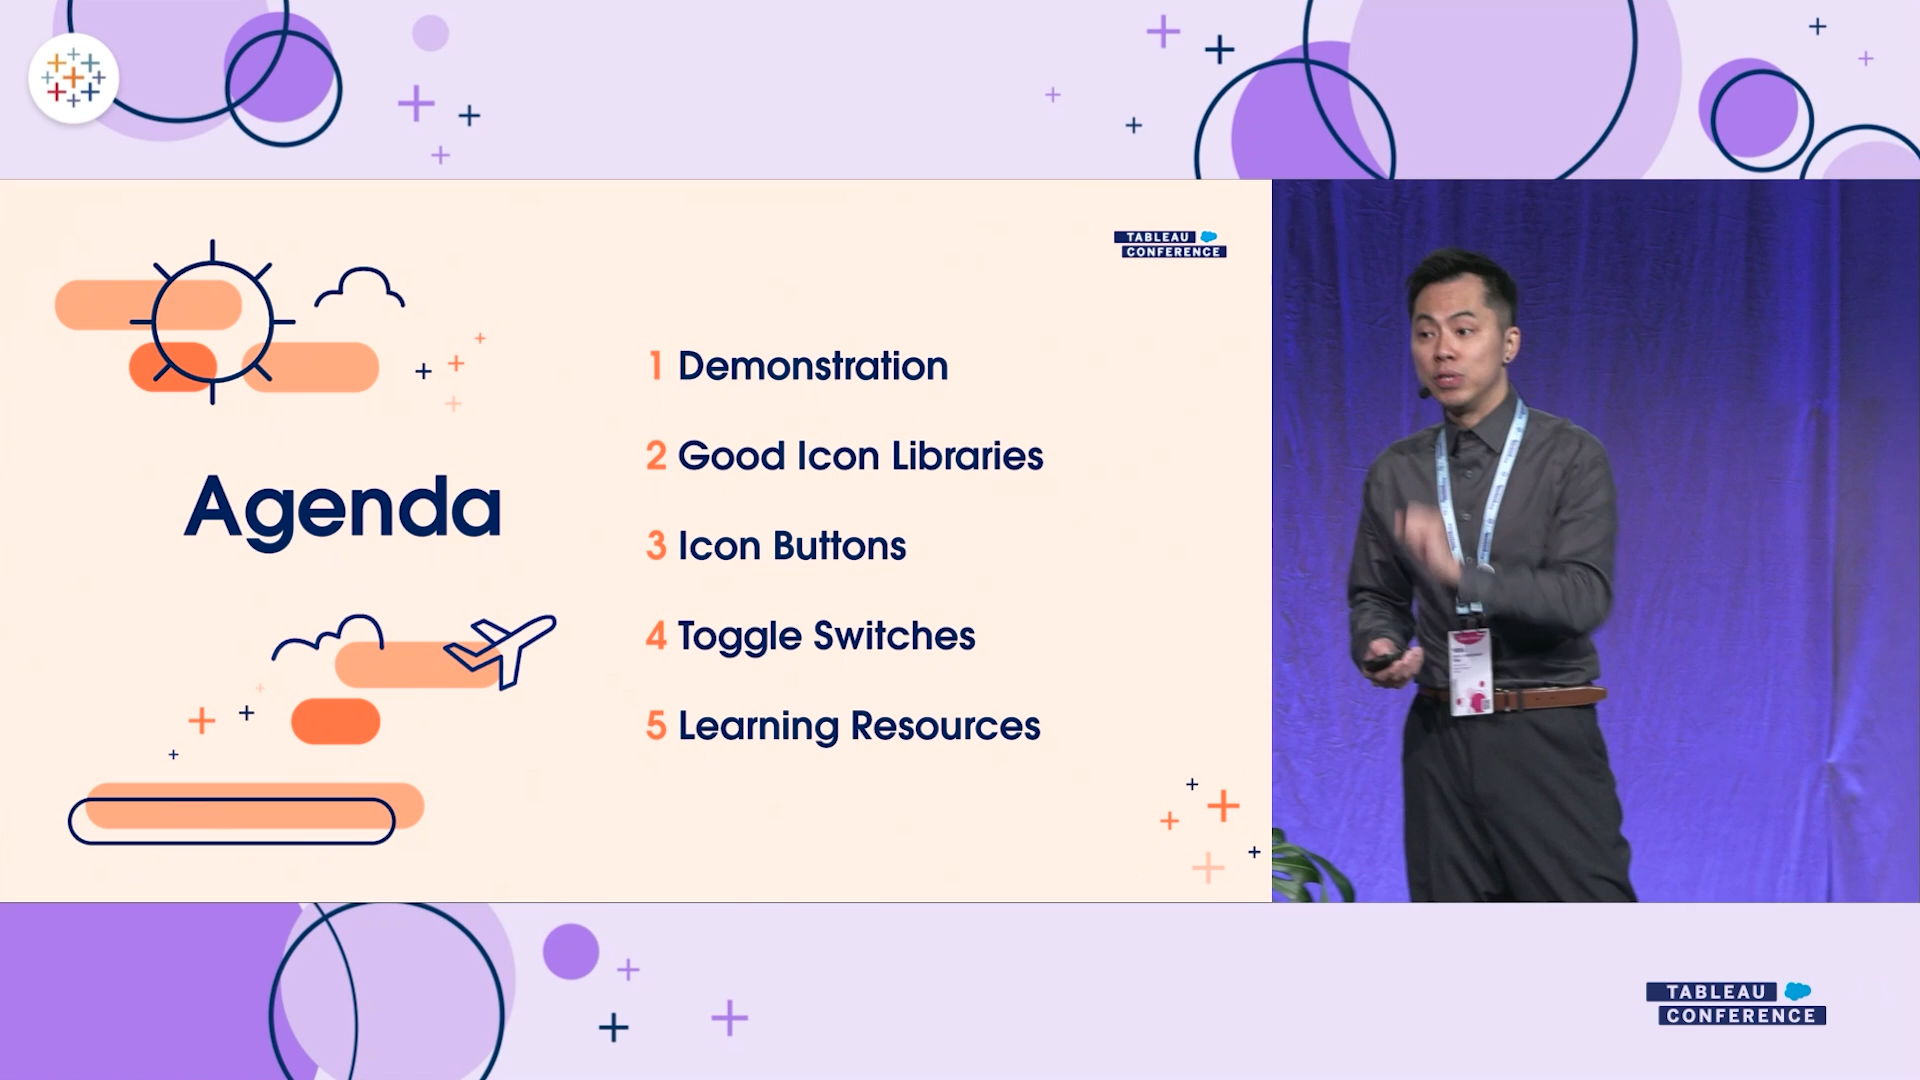 TABLEAU
CONFERENCE
Agenda
1 Demonstration
2 Good Icon Libraries
3 Icon Buttons
4 Toggle Switches
5 Learning Resources
TABLEAU
CONFERENCE